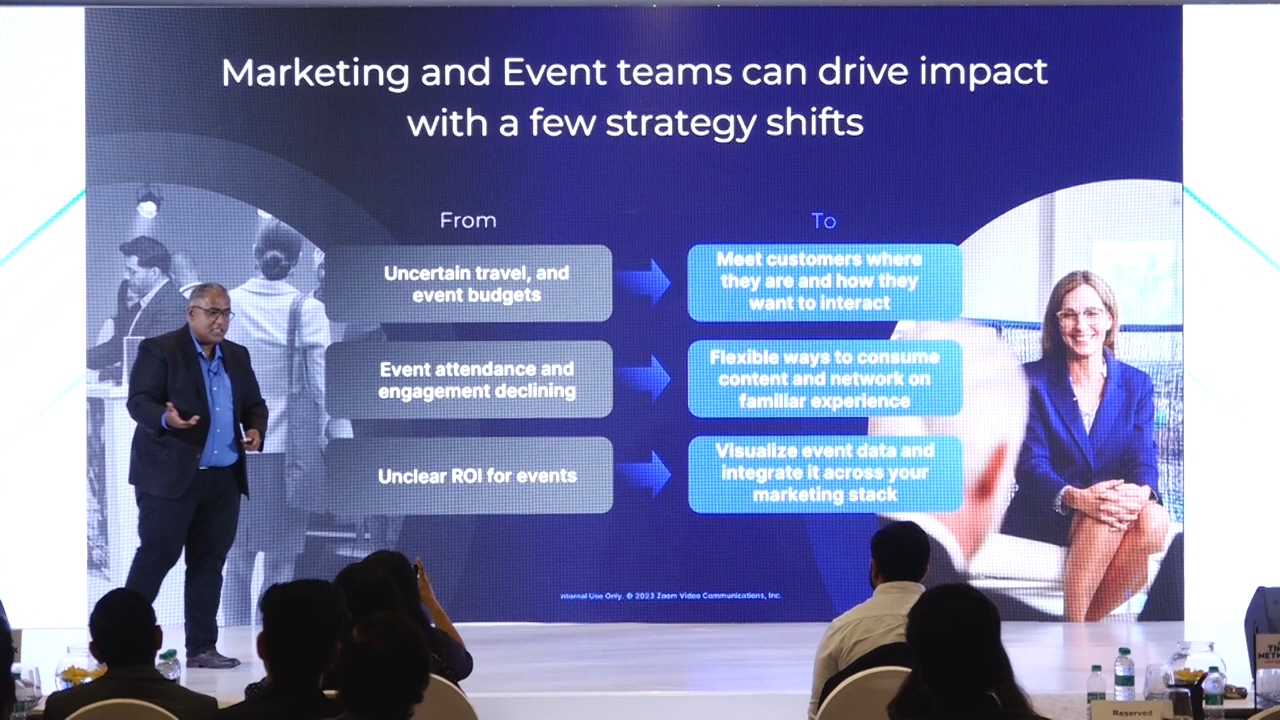 Marketing and Event teams can drive impact
with a few strategy shifts
From
To
Uncertain travel, and
event budgets
Meet customers where
they are and how they
want to interact
Event attendance and
engagement declining
Flexible ways to consume
content and network on
familiar experience
Unclear ROI for events
Visualize event data and
integrate it across your
marketing stack
Internal Use Only. © 2023 Zoom Video Communications, Inc.
Reserved